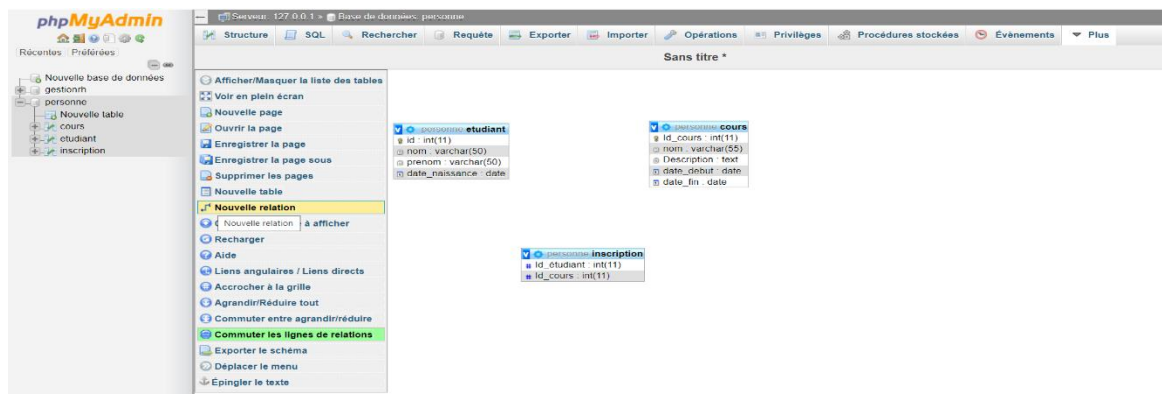 phpMyAdmin
Récentes Préférées
Nouvelle base de données
gestionrh
personne
Nouvelle table
cours
etudiant
inscription
Serveur: 127.0.0.1 » Base de données: personne
Structure SQL Rechercher Requête Exporter Importer Opérations Privilèges Procédures stockées Évènements Plus
Sans titre *
Afficher/Masquer la liste des tables
Voir en plein écran
Nouvelle page
Ouvrir la page
Enregistrer la page
Enregistrer la page sous
Supprimer les pages
Nouvelle table
Nouvelle relation
Nouvelle relation à afficher
Recharger
Aide
Liens angulaires / Liens directs
Accrocher à la grille
Agrandir/Réduire tout
Commuter entre agrandir/réduire
Commuter les lignes de relations
Exporter le schéma
Déplacer le menu
Épingler le texte
personne etudiant
id : int(11)
nom : varchar(50)
prenom : varchar(50)
date_naissance : date
personne cours
Id_cours : int(11)
nom : varchar(55)
Description : text
date_debut : date
date_fin : date
personne inscription
Id_étudiant : int(11)
Id_cours : int(11)